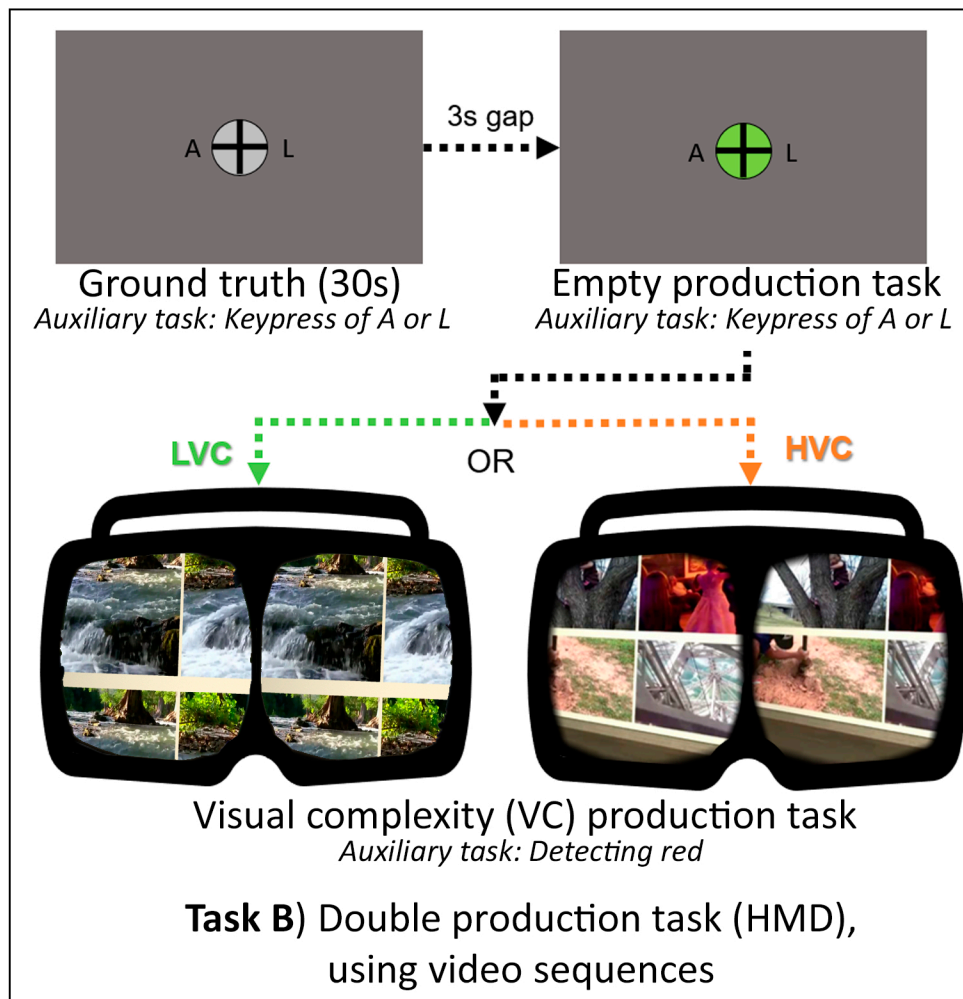 A L
3s gap
A L
Ground truth (30s)
Auxiliary task: Keypress of A or L
Empty production task
Auxiliary task: Keypress of A or L
LVC
OR
HVC
Visual complexity (VC) production task
Auxiliary task: Detecting red
Task B) Double production task (HMD),
using video sequences